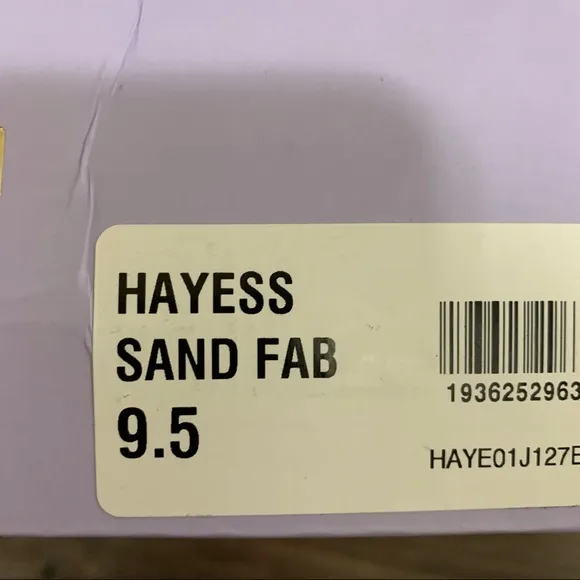 HAYESS
SAND FAB
9.5
1936252963
HAYE01J127E